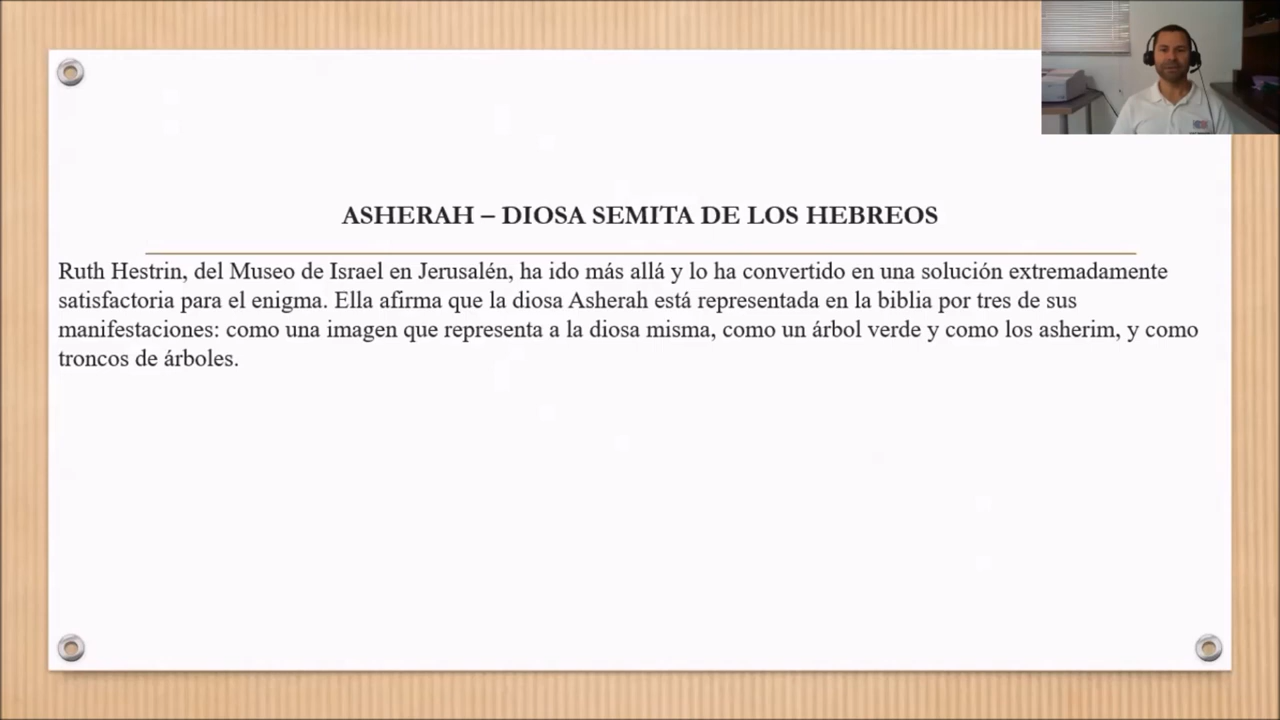 ASHERAH – DIOSA SEMITA DE LOS HEBREOS
Ruth Hestrin, del Museo de Israel en Jerusalén, ha ido más allá y lo ha convertido en una solución extremadamente
satisfactoria para el enigma. Ella afirma que la diosa Asherah está representada en la biblia por tres de sus
manifestaciones: como una imagen que representa a la diosa misma, como un árbol verde y como los asherim, y como
troncos de árboles.